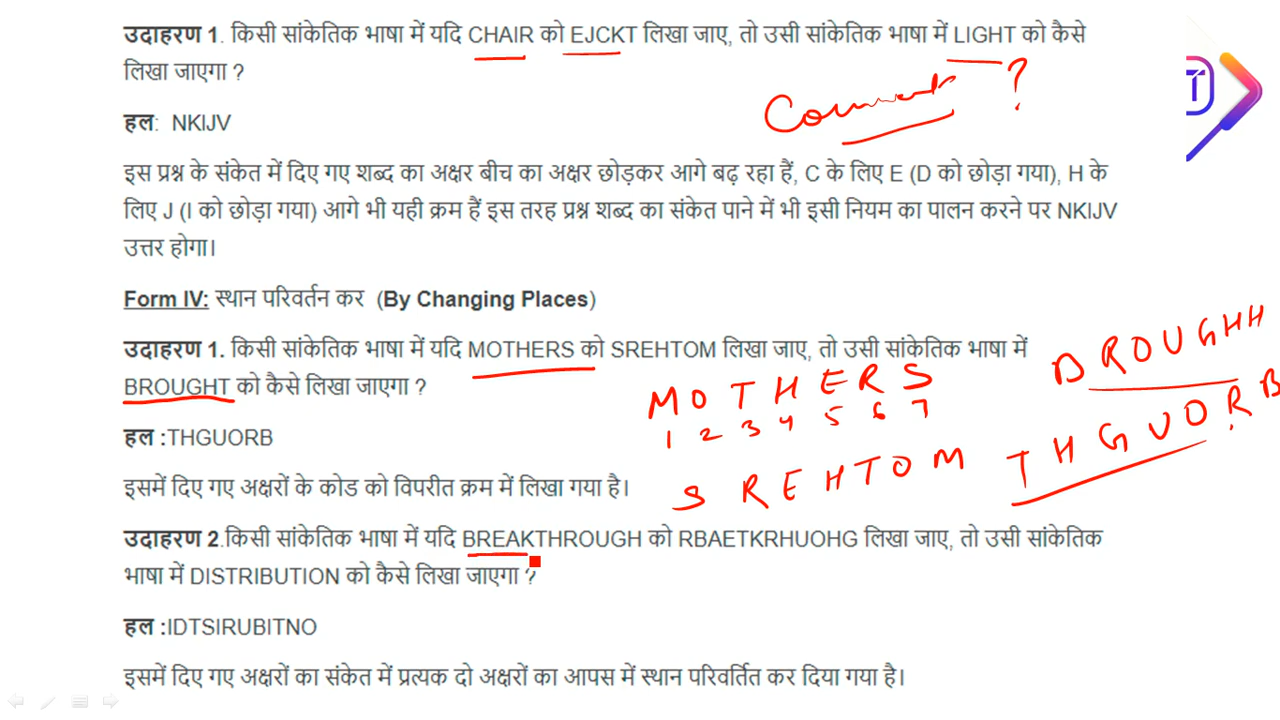 उदाहरण 1. किसी सांकेतिक भाषा में यदि CHAIR को EJCKT लिखा जाए, तो उसी सांकेतिक भाषा में LIGHT को कैसे
लिखा जाएगा ?
Comment ?
T
हल: NKIJV
इस प्रश्न के संकेत में दिए गए शब्द का अक्षर बीच का अक्षर छोड़कर आगे बढ़ रहा हैं, C के लिए E (D को छोड़ा गया), H के
लिए J (I को छोड़ा गया) आगे भी यही क्रम हैं इस तरह प्रश्न शब्द का संकेत पाने में भी इसी नियम का पालन करने पर NKIJV
उत्तर होगा।
Form IV: स्थान परिवर्तन कर (By Changing Places)
उदाहरण 1. किसी सांकेतिक भाषा में यदि MOTHERS को SREHTOM लिखा जाए, तो उसी सांकेतिक भाषा में
BROUGHT को कैसे लिखा जाएगा ?
M O T H E R S
1 2 3 4 5 6 7
S R E H T O M
BROUGHH
T H G U O R B
हल :THGUORB
इसमें दिए गए अक्षरों के कोड को विपरीत क्रम में लिखा गया है।
उदाहरण 2.किसी सांकेतिक भाषा में यदि BREAKTHROUGH को RBAETKRHUOHG लिखा जाए, तो उसी सांकेतिक
भाषा में DISTRIBUTION को कैसे लिखा जाएगा ?
हल :IDTSIRUBITNO
इसमें दिए गए अक्षरों का संकेत में प्रत्यक दो अक्षरों का आपस में स्थान परिवर्तित कर दिया गया है।